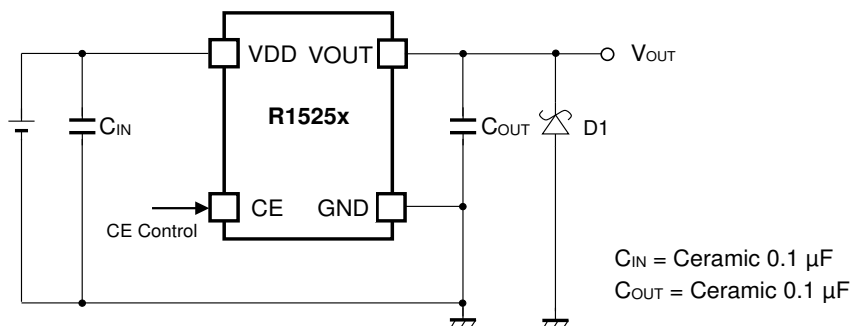 VDD VOUT
VOUT
R1525x
CIN
COUT
D1
CE GND
CE Control
CIN = Ceramic 0.1 μF
COUT = Ceramic 0.1 μF